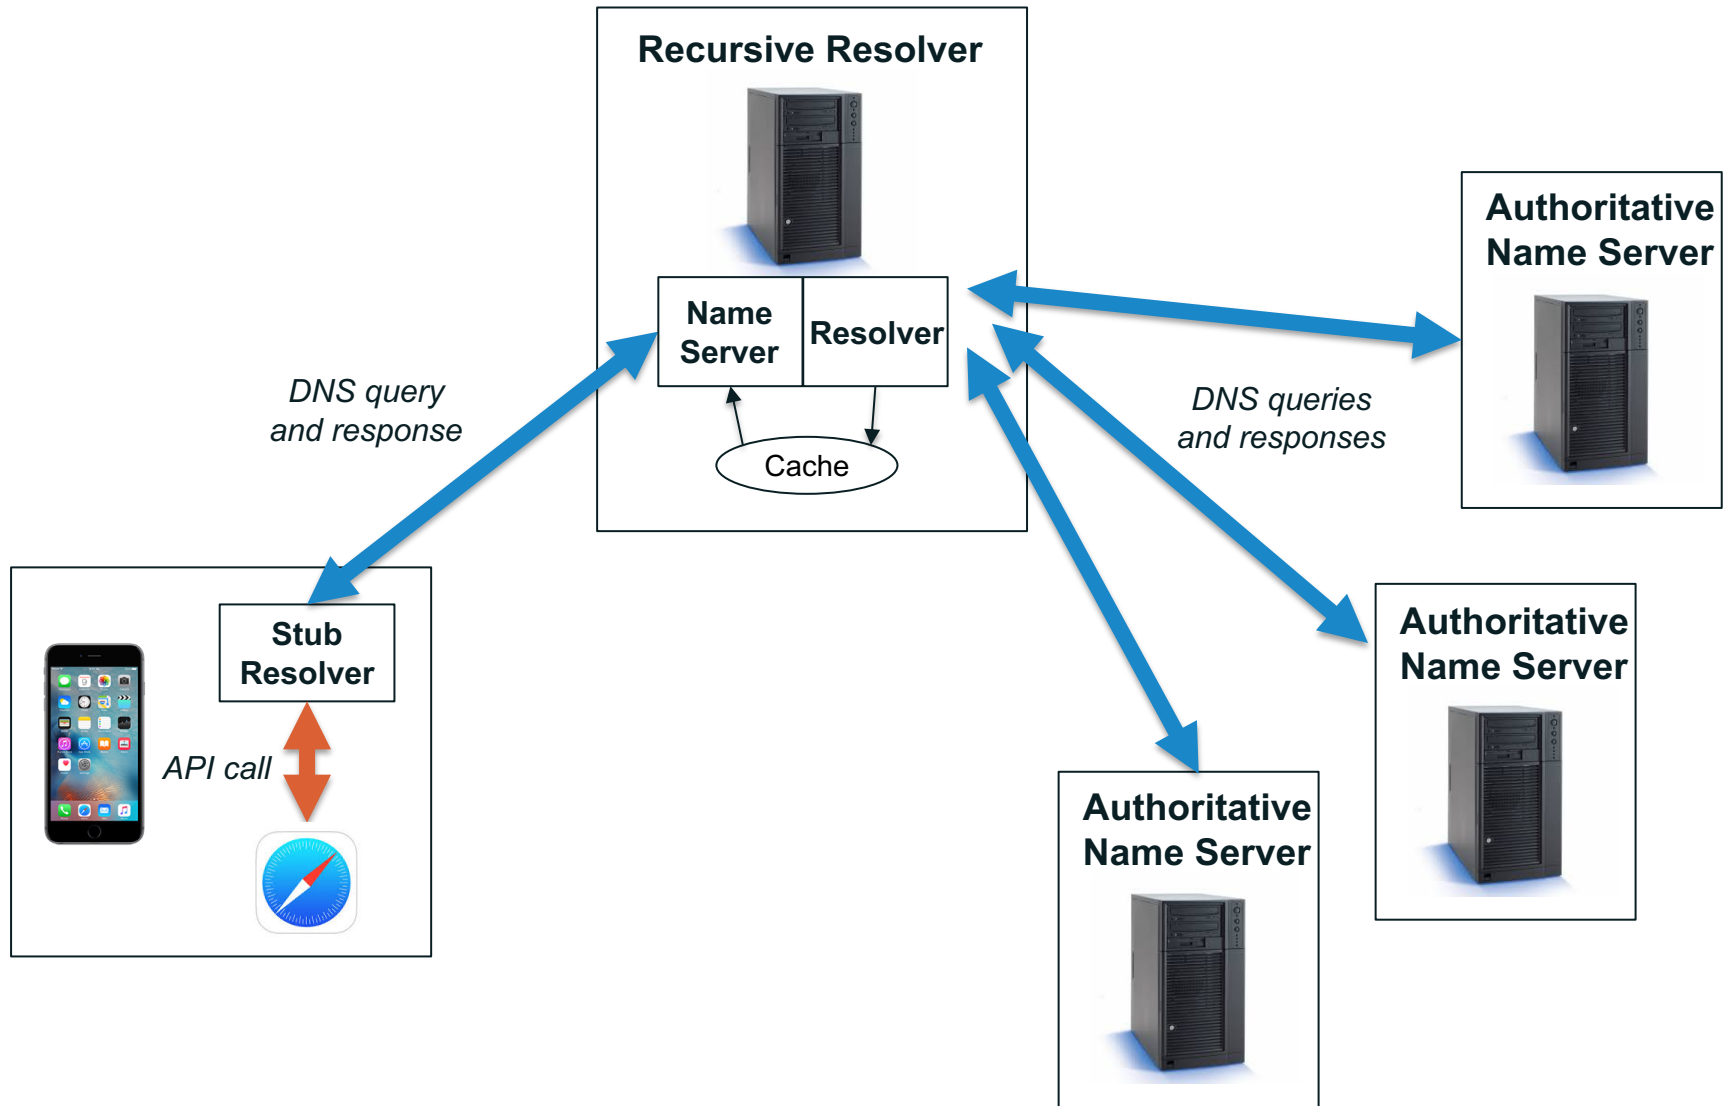 Recursive Resolver
Name
Server
Resolver
Cache
DNS query
and response
DNS queries
and responses
Authoritative
Name Server
Stub
Resolver
API call
Authoritative
Name Server
Authoritative
Name Server